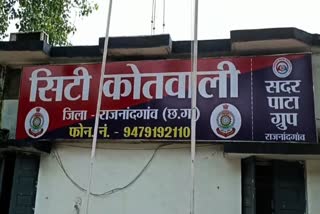 सिटी कोतवाली
जिला - राजनांदगांव (छ.ग.)
फोन. नं. - 9479192110
सदर
पाटा
ग्रुप
राजनांदगांव